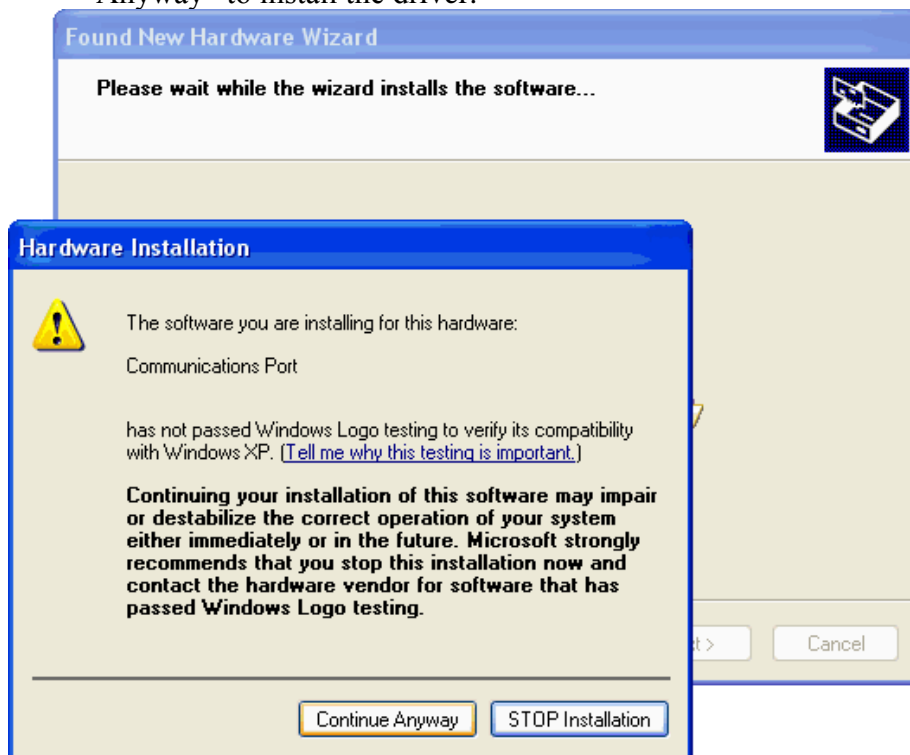 Anyway" to install the driver.
Found New Hardware Wizard
Please wait while the wizard installs the software...
Hardware Installation
The software you are installing for this hardware:
Communications Port
has not passed Windows Logo testing to verify its compatibility
with Windows XP. (Tell me why this testing is important.)
Continuing your installation of this software may impair
or destabilize the correct operation of your system
either immediately or in the future. Microsoft strongly
recommends that you stop this installation now and
contact the hardware vendor for software that has
passed Windows Logo testing.
Cancel
Continue Anyway
STOP Installation